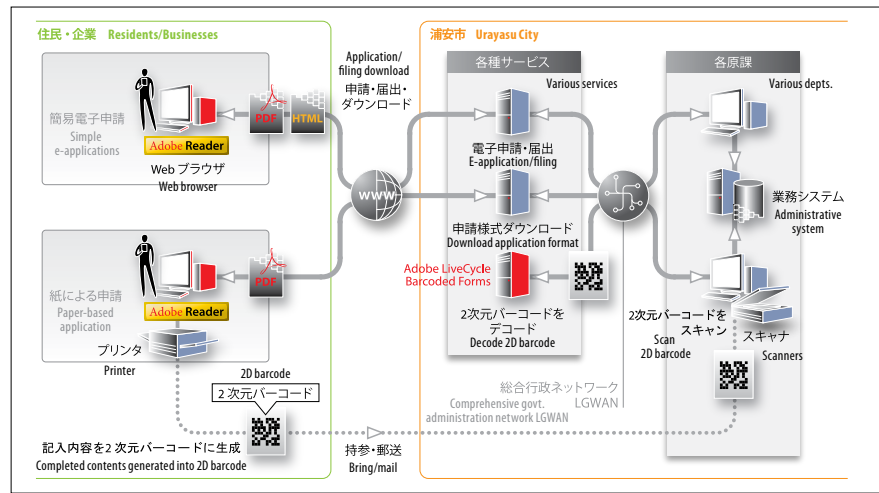 住民・企業 Residents/Businesses
簡易電子申請
Simple
e-applications
Adobe Reader
Web ブラウザ
Web browser
PDF
HTML
Application/
filing download
申請・届出・
ダウンロード
WWW
紙による申請
Paper-based
application
Adobe Reader
PDF
プリンタ
Printer
2D barcode
2 次元バーコード
記入内容を2 次元バーコードに生成
Completed contents generated into 2D barcode
持参・郵送
Bring/mail
浦安市 Urayasu City
各種サービス
Various services
電子申請・届出
E-application/filing
申請様式ダウンロード
Download application format
Adobe LiveCycle
Barcoded Forms
2次元バーコードを
デコード
Decode 2D barcode
総合行政ネットワーク
LGWAN
Comprehensive govt.
administration network LGWAN
各原課
Various depts.
業務システム
Administrative
system
2次元バーコードを
スキャン
Scan
2D barcode
スキャナ
Scanners